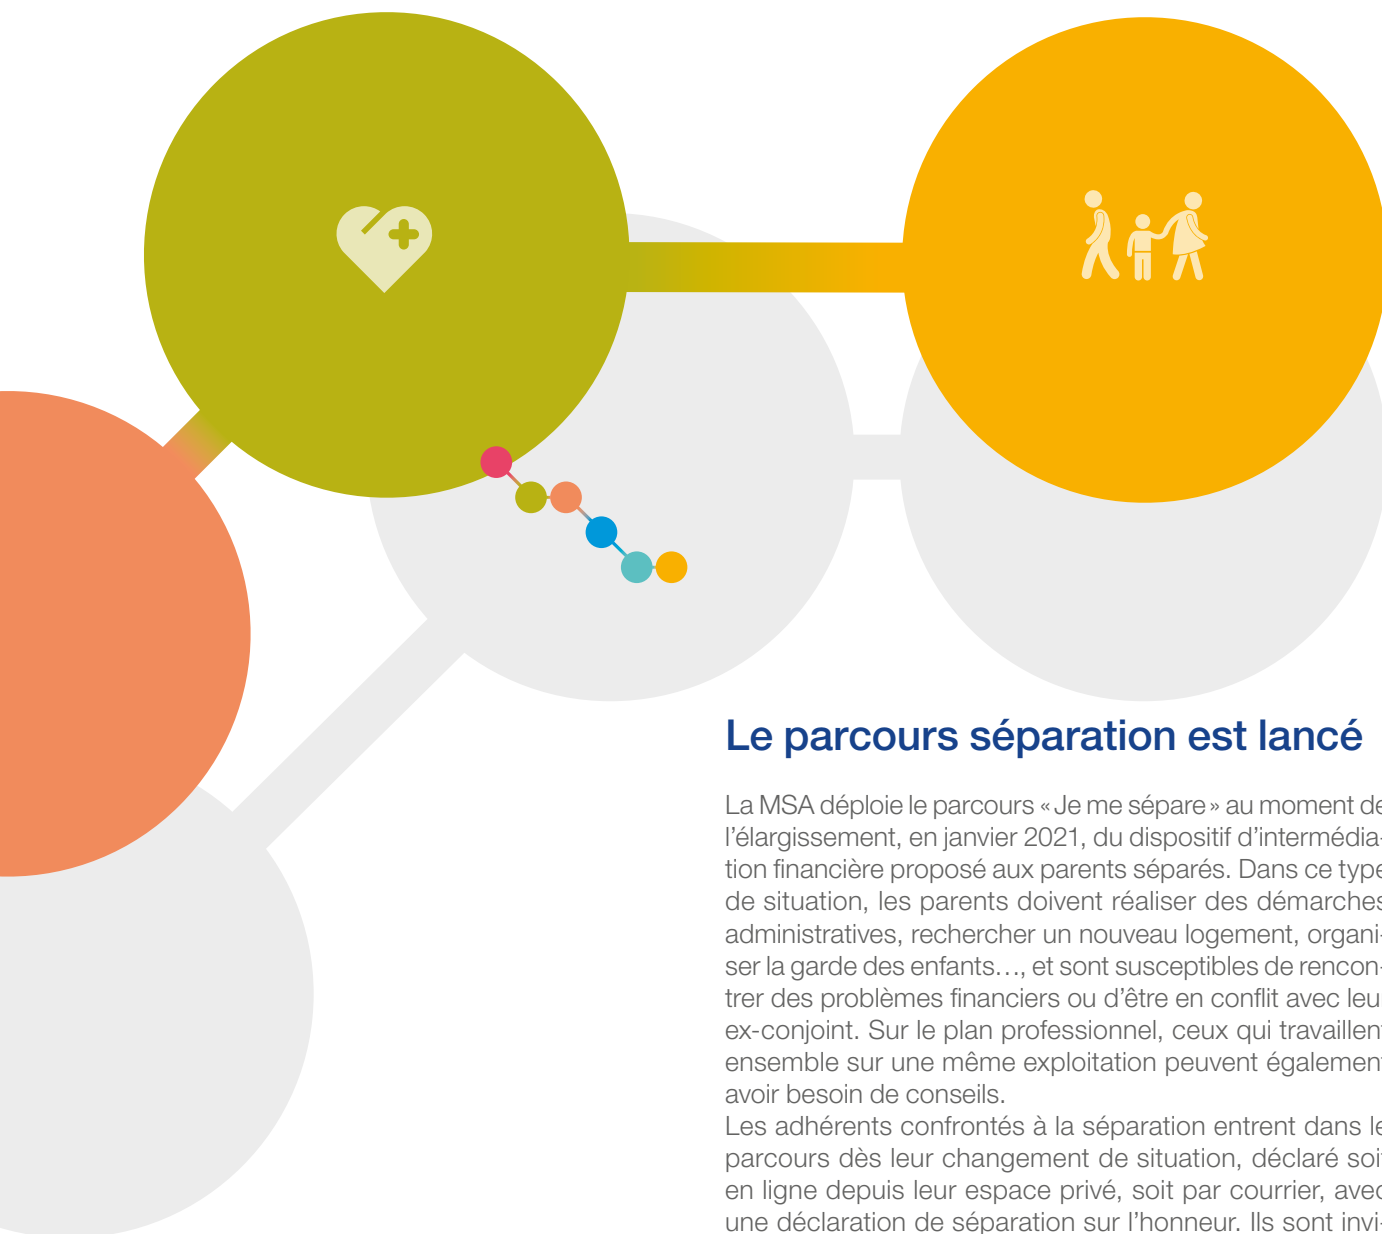 Le parcours séparation est lancé
La MSA déploie le parcours « Je me sépare » au moment de
l’élargissement, en janvier 2021, du dispositif d’intermédia-
tion financière proposé aux parents séparés. Dans ce type
de situation, les parents doivent réaliser des démarches
administratives, rechercher un nouveau logement, organi-
ser la garde des enfants…, et sont susceptibles de rencon-
trer des problèmes financiers ou d’être en conflit avec leur
ex-conjoint. Sur le plan professionnel, ceux qui travaillent
ensemble sur une même exploitation peuvent également
avoir besoin de conseils.
Les adhérents confrontés à la séparation entrent dans le
parcours dès leur changement de situation, déclaré soit
en ligne depuis leur espace privé, soit par courrier, avec
une déclaration de séparation sur l’honneur. Ils sont invi-